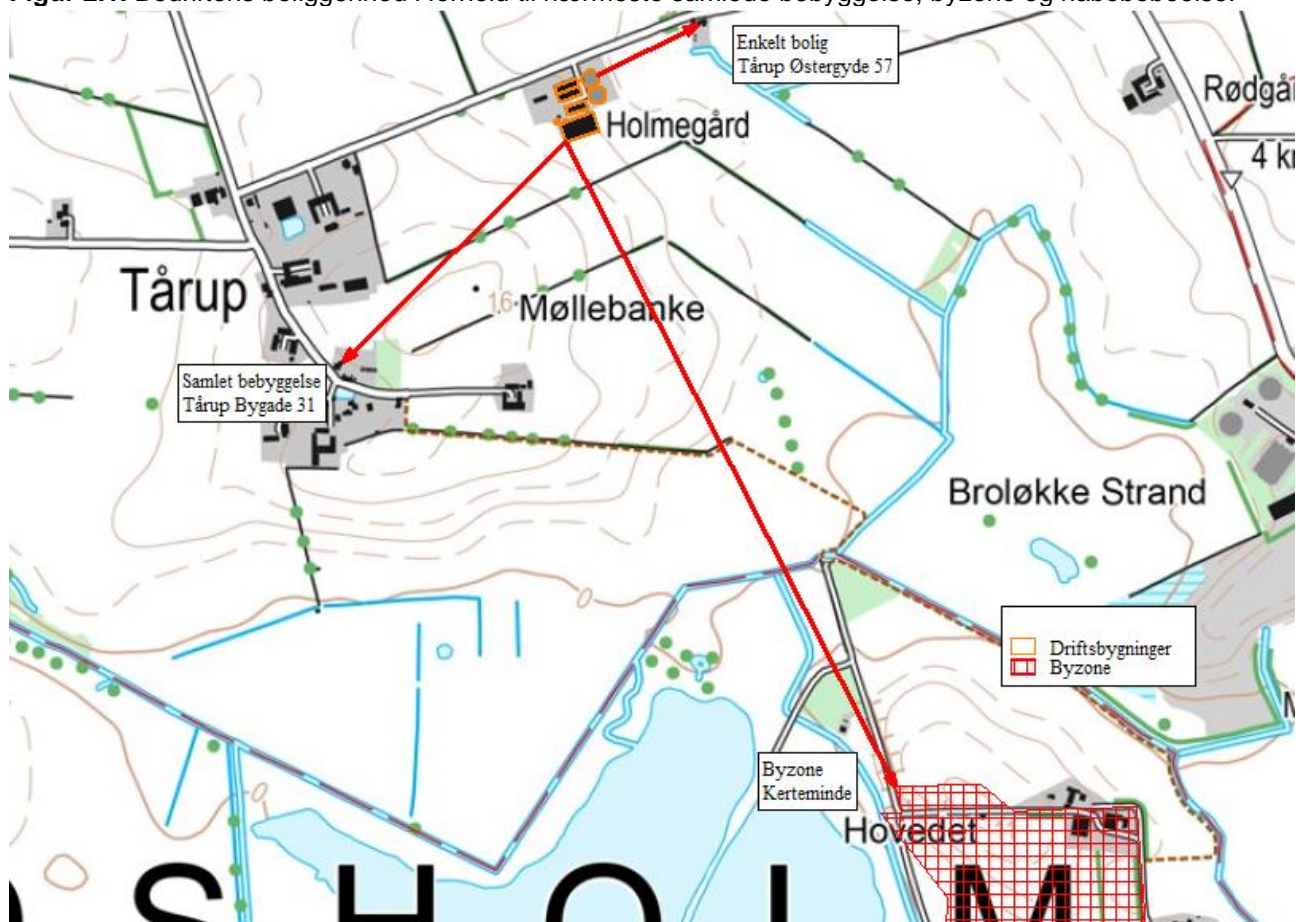 Enkelt bolig
Tårup Østergyde 57
Holmegård
4
Tårup
16
Møllebanke
Samlet bebyggelse
Tårup Bygade 31
Broløkke Strand
Driftsbygninger
Byzone
Byzone
Kerteminde
Hovedet
S H O L M